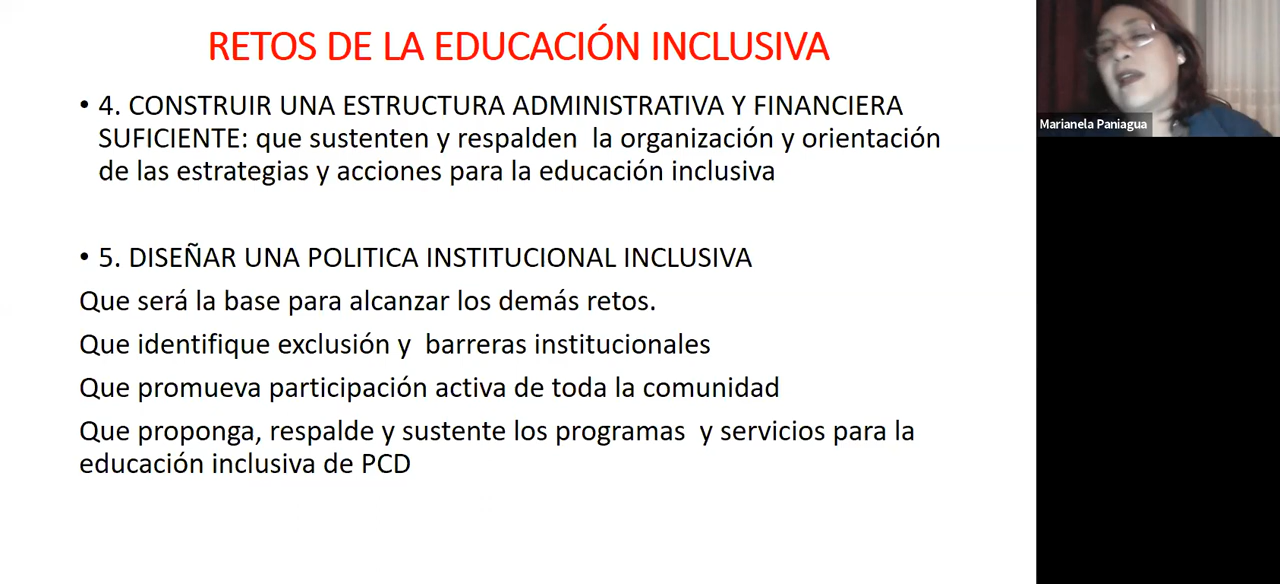 RETOS DE LA EDUCACIÓN INCLUSIVA
• 4. CONSTRUIR UNA ESTRUCTURA ADMINISTRATIVA Y FINANCIERA
SUFICIENTE: que sustenten y respalden la organización y orientación
de las estrategias y acciones para la educación inclusiva
• 5. DISEÑAR UNA POLITICA INSTITUCIONAL INCLUSIVA
Que será la base para alcanzar los demás retos.
Que identifique exclusión y barreras institucionales
Que promueva participación activa de toda la comunidad
Que proponga, respalde y sustente los programas y servicios para la
educación inclusiva de PCD
Marianela Paniagua